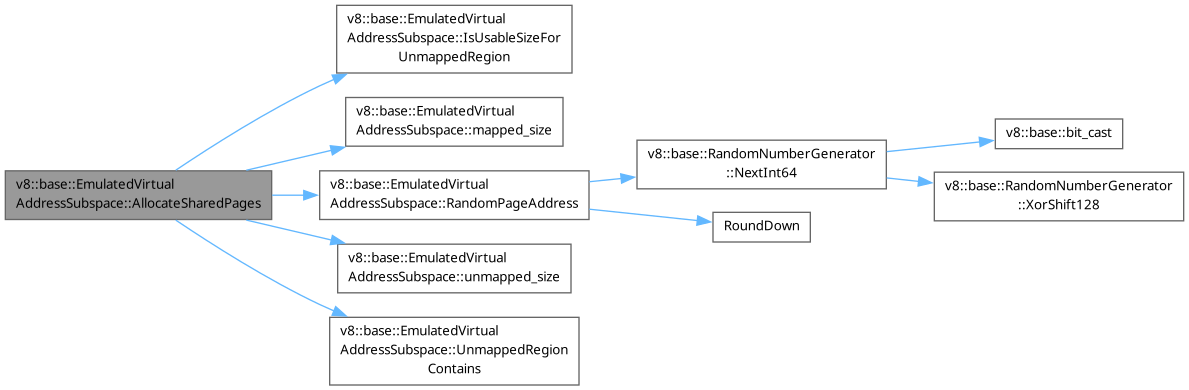 v8::base::EmulatedVirtual
AddressSubspace::IsUsableSizeFor
UnmappedRegion
v8::base::EmulatedVirtual
AddressSubspace::mapped_size
v8::base::EmulatedVirtual
AddressSubspace::AllocateSharedPages
v8::base::EmulatedVirtual
AddressSubspace::RandomPageAddress
v8::base::RandomNumberGenerator
::NextInt64
v8::base::bit_cast
v8::base::RandomNumberGenerator
::XorShift128
RoundDown
v8::base::EmulatedVirtual
AddressSubspace::unmapped_size
v8::base::EmulatedVirtual
AddressSubspace::UnmappedRegion
Contains